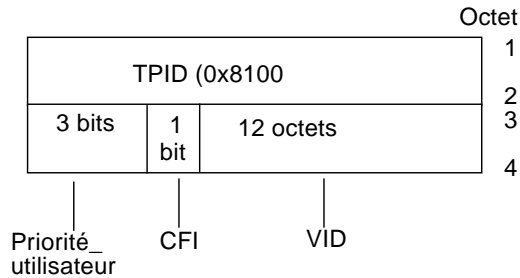 Octet
1
TPID (0x8100
2
3 bits
1
bit
12 octets
3
4
Priorité_
utilisateur
CFI
VID